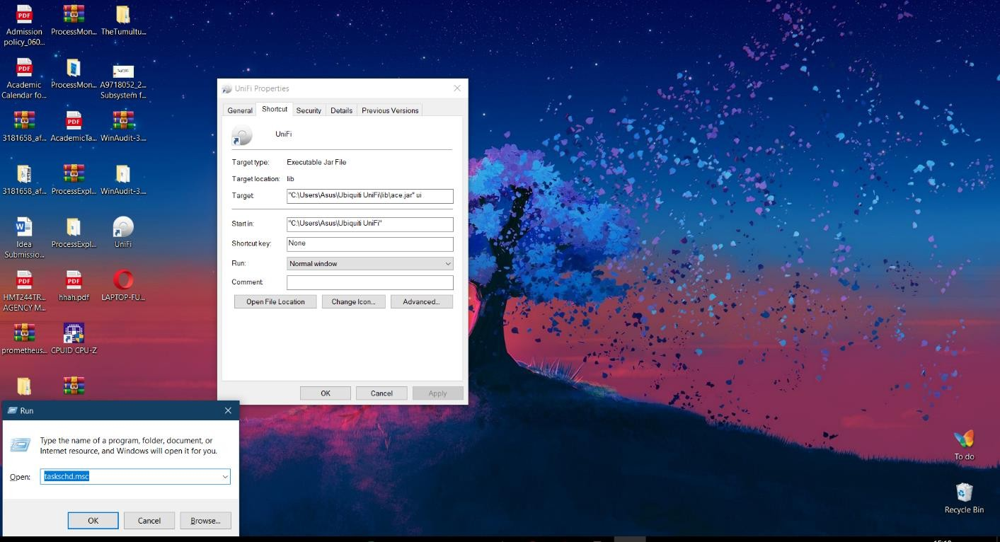 Admission
policy_060...
ProcessMon...
TheTumultu...
Academic
Calendar fo...
ProcessMon...
A9718052_2...
Subsystem f...
3181658_af...
AcademicTa...
WinAudit-3....
3181658_af...
ProcessExpl...
WinAudit-3....
Idea
Submissio...
ProcessExpl...
UniFi
HMT244TR...
AGENCY M...
hhah.pdf
LAPTOP-FU...
prometheus...
CPUID CPU-Z
UniFi Properties
General
Shortcut
Security
Details
Previous Versions
UniFi
Target type: Executable Jar File
Target location: lib
Target: "C:\Users\Asus\Ubiquiti UniFi\lib\ace.jar" ui
Start in: "C:\Users\Asus\Ubiquiti UniFi"
Shortcut key: None
Run: Normal window
Comment:
Open File Location
Change Icon...
Advanced...
OK
Cancel
Apply
Run
Type the name of a program, folder, document, or
Internet resource, and Windows will open it for you.
Open: taskschd.msc
OK
Cancel
Browse...
To do
Recycle Bin